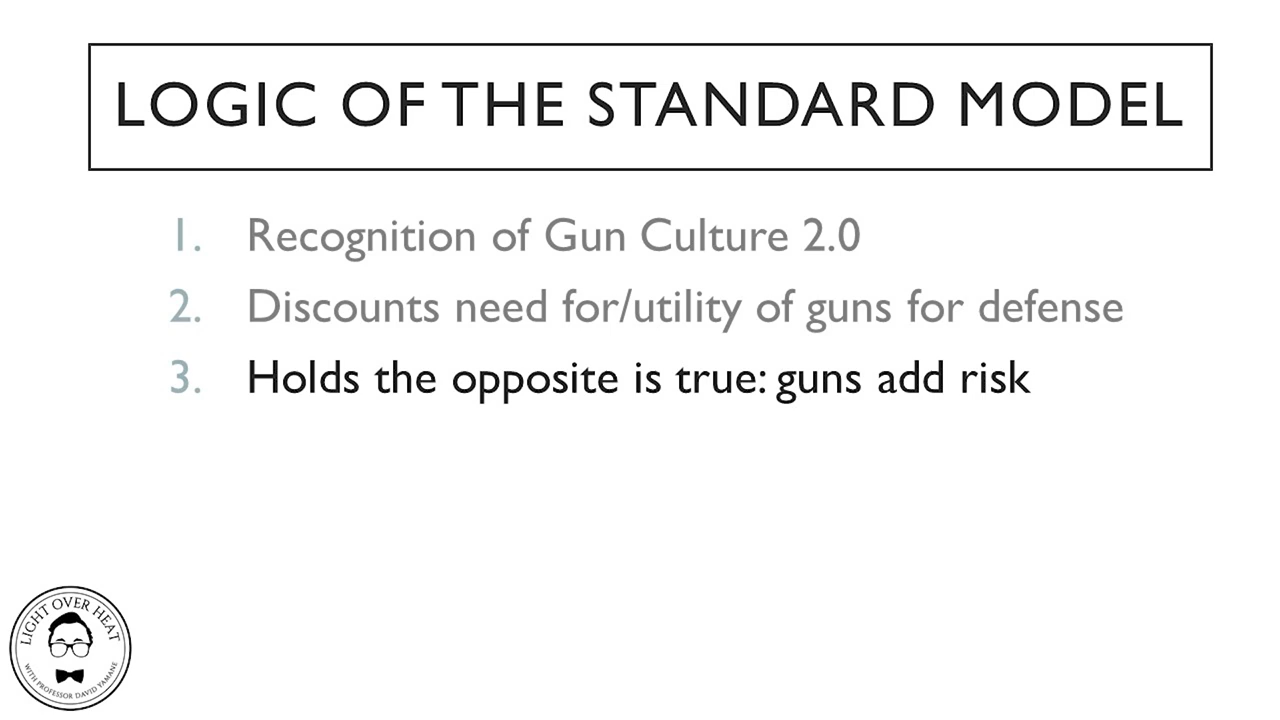 LOGIC OF THE STANDARD MODEL
1. Recognition of Gun Culture 2.0
2. Discounts need for/utility of guns for defense
3. Holds the opposite is true: guns add risk
LIGHT OVER HEAT
WITH PROFESSOR DAVID YAMANE